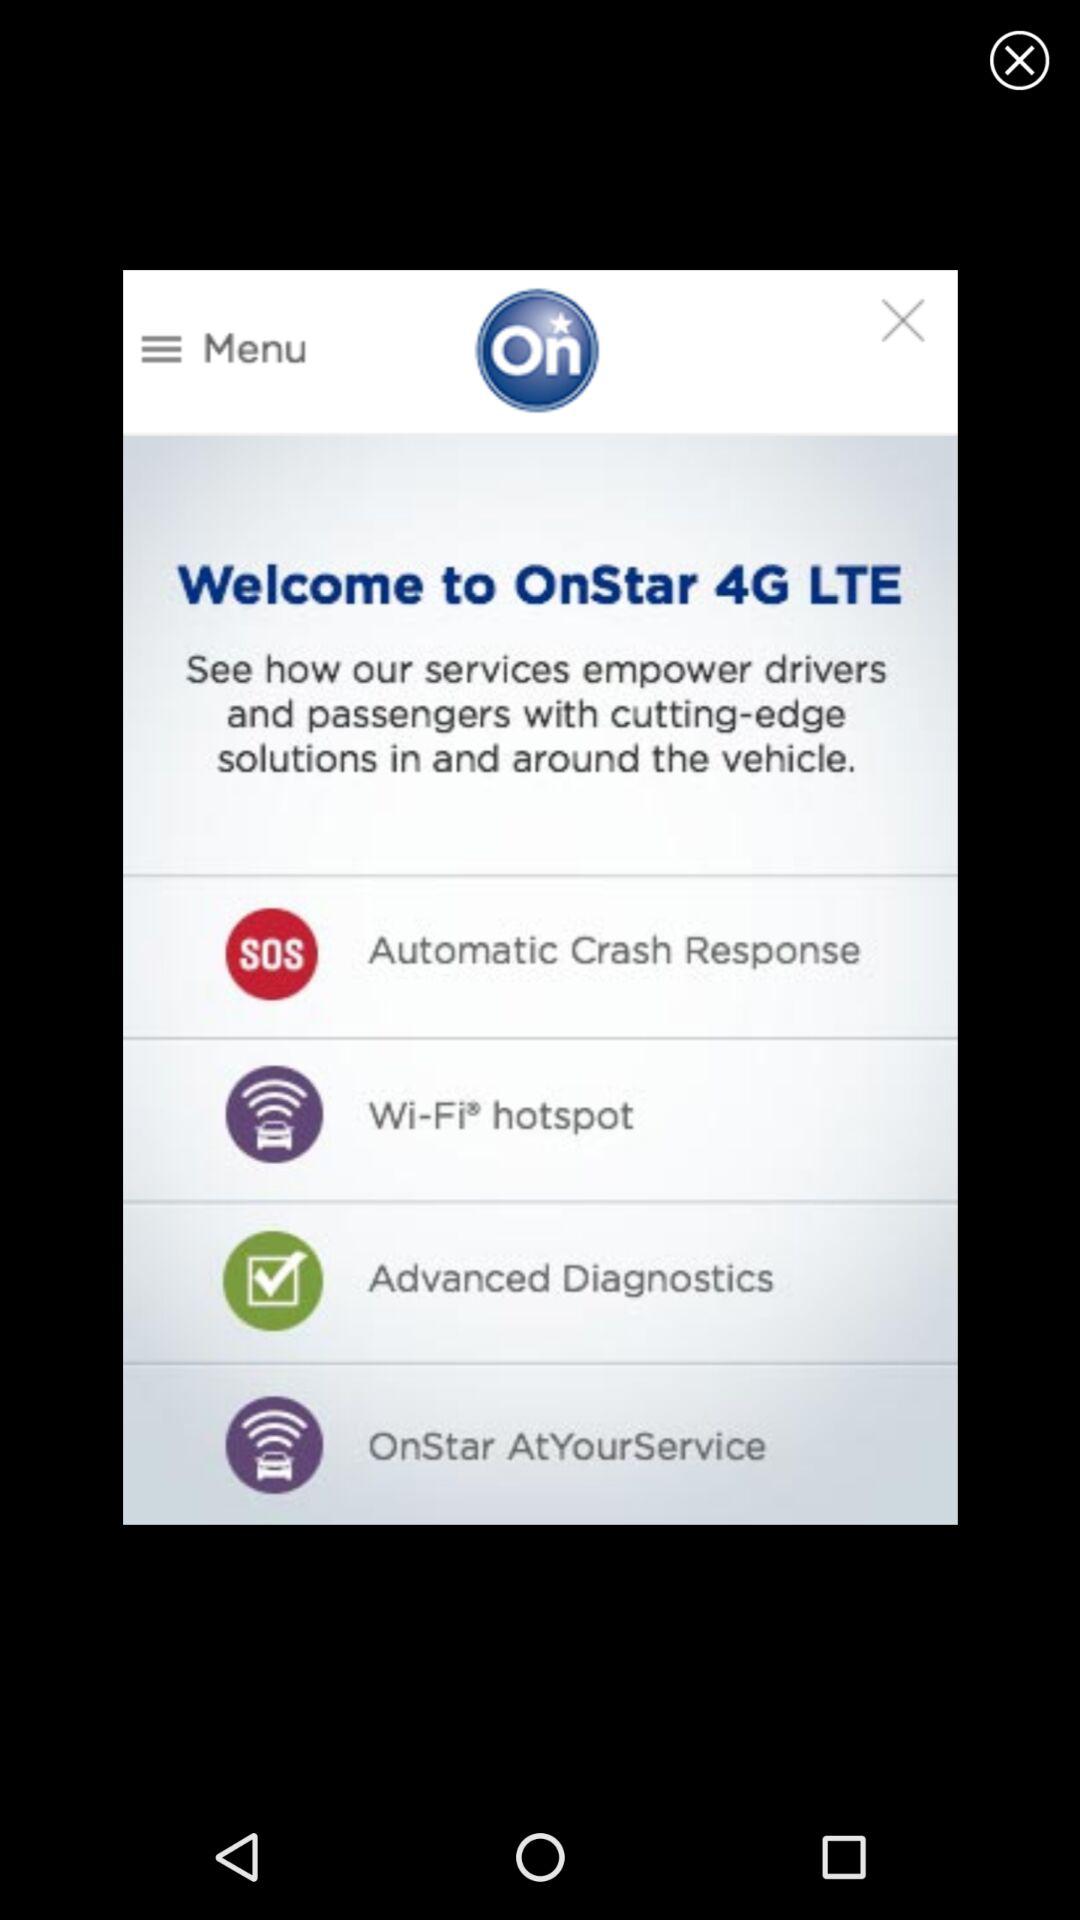 Menu
On
Welcome to OnStar 4G LTE
See how our services empower drivers
and passengers with cutting-edge
solutions in and around the vehicle.
SOS Automatic Crash Response
Wi-Fi® hotspot
Advanced Diagnostics
OnStar AtYourService